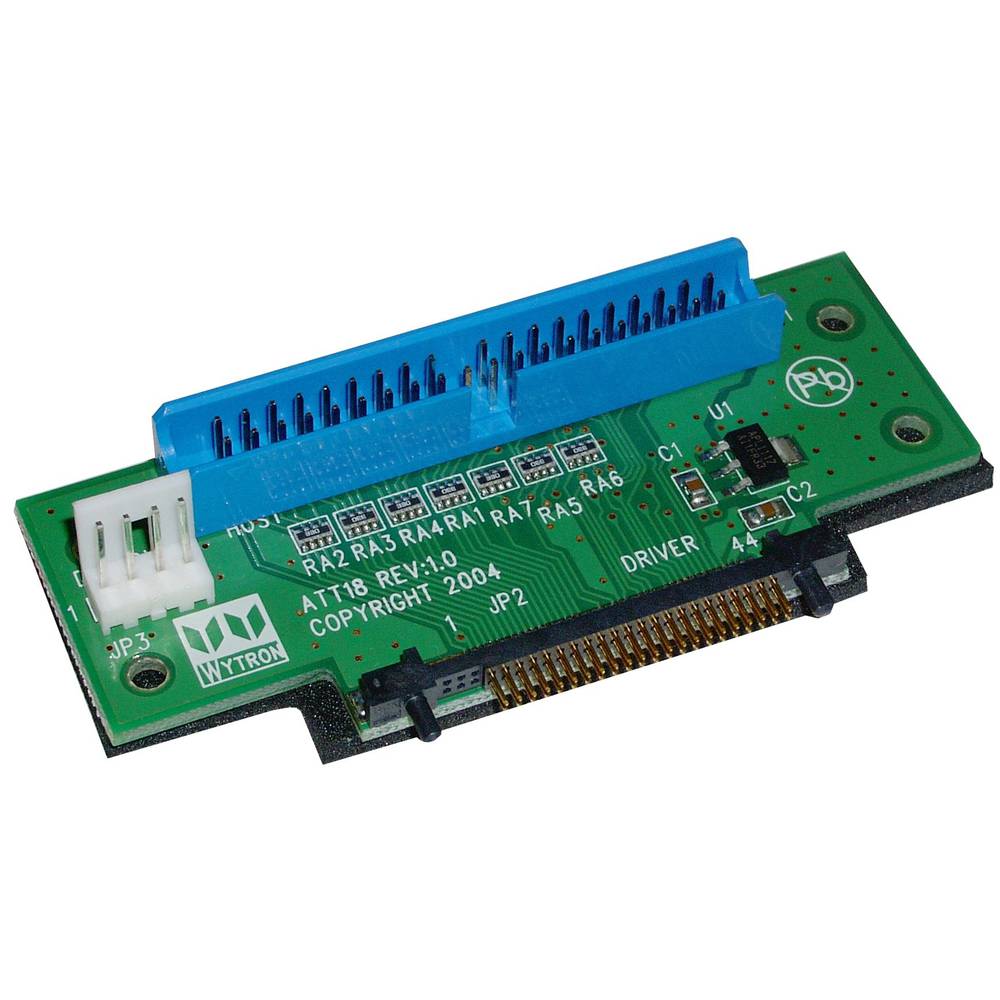 1
Pb
U1
C1
C2
HOST
RA2 RA3 RA4 RA1 RA7 RA5 RA6
DRIVER
44
ATT18 REV:1.0
COPYRIGHT 2004
1
JP2
1
JP3
WYTRON